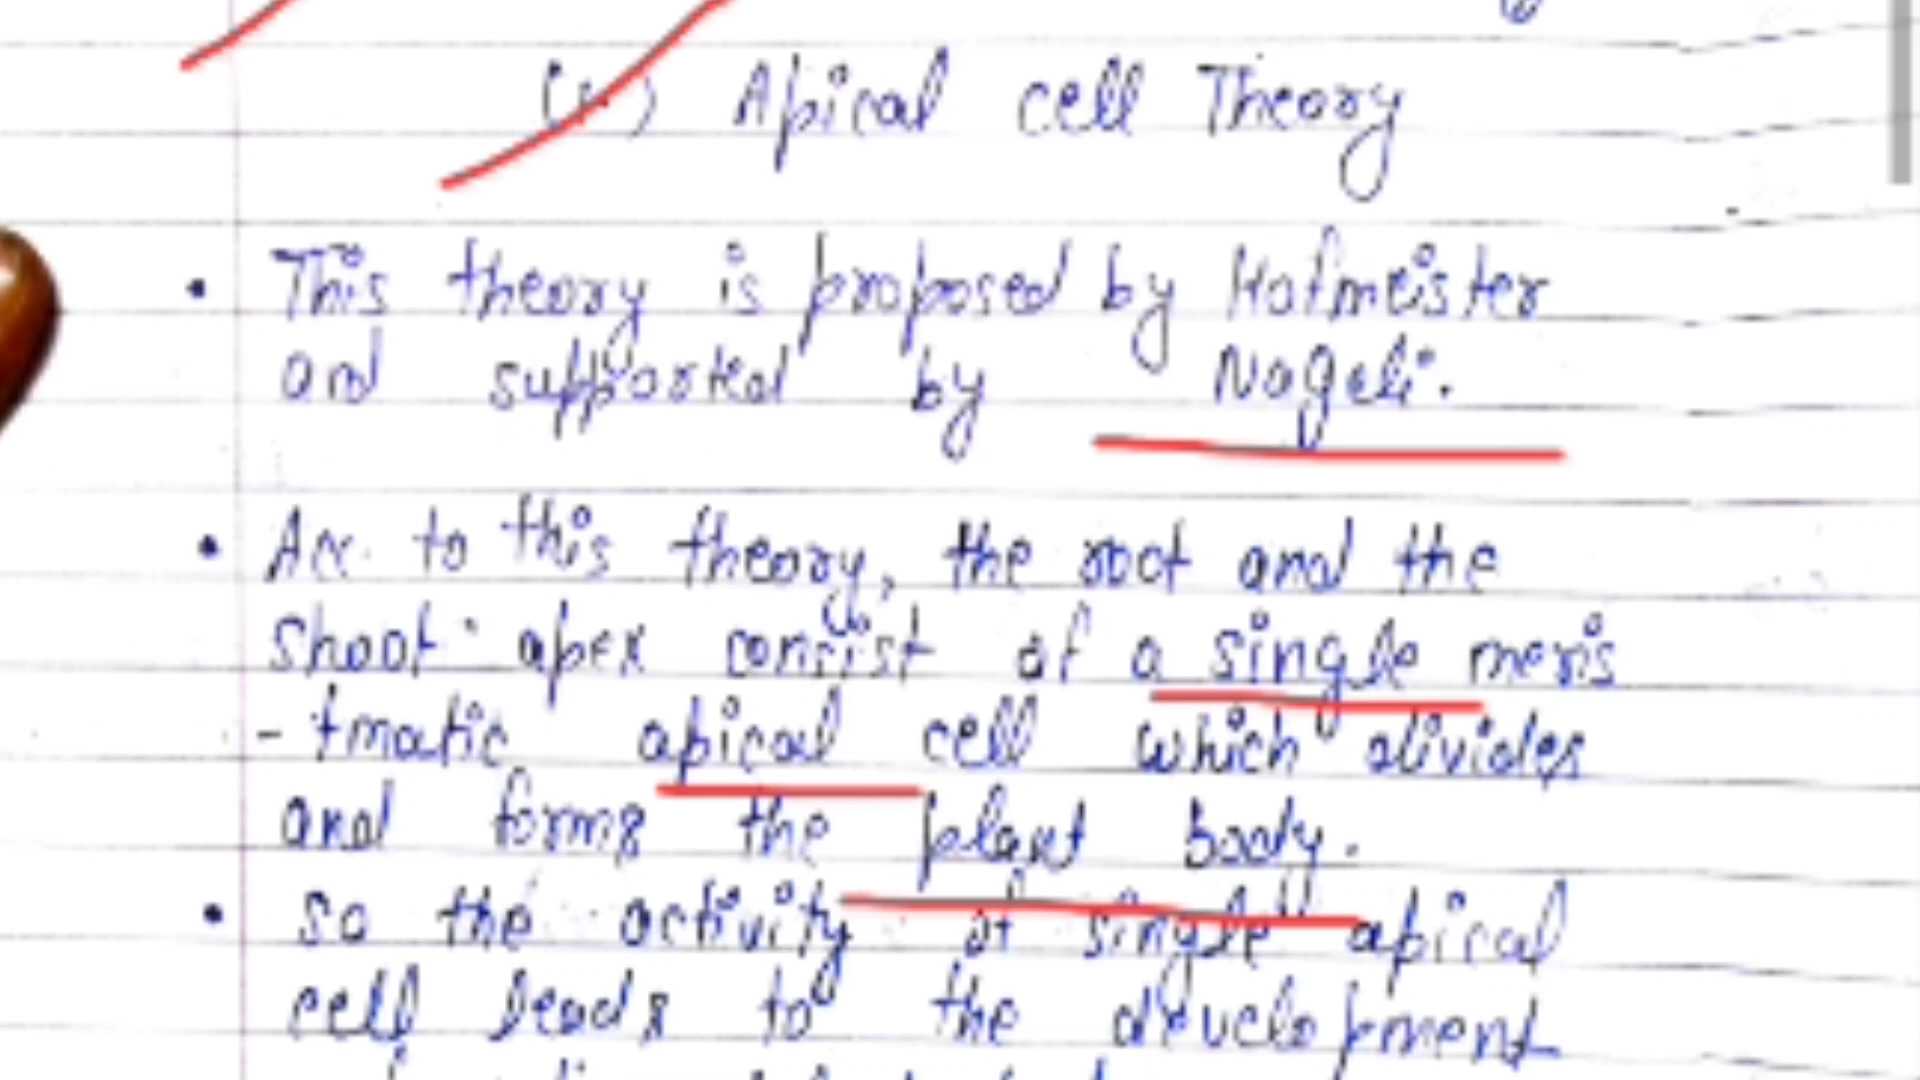 Apical cell Theory
• This theory is proposed by Hofmeister
and supported by Nageli.
• Acc. to this theory, the root and the
shoot apex consist of a single meris
-tmatic apical cell which divides
and forms the plant body.
• So the activity of single apical
cell leads to the development